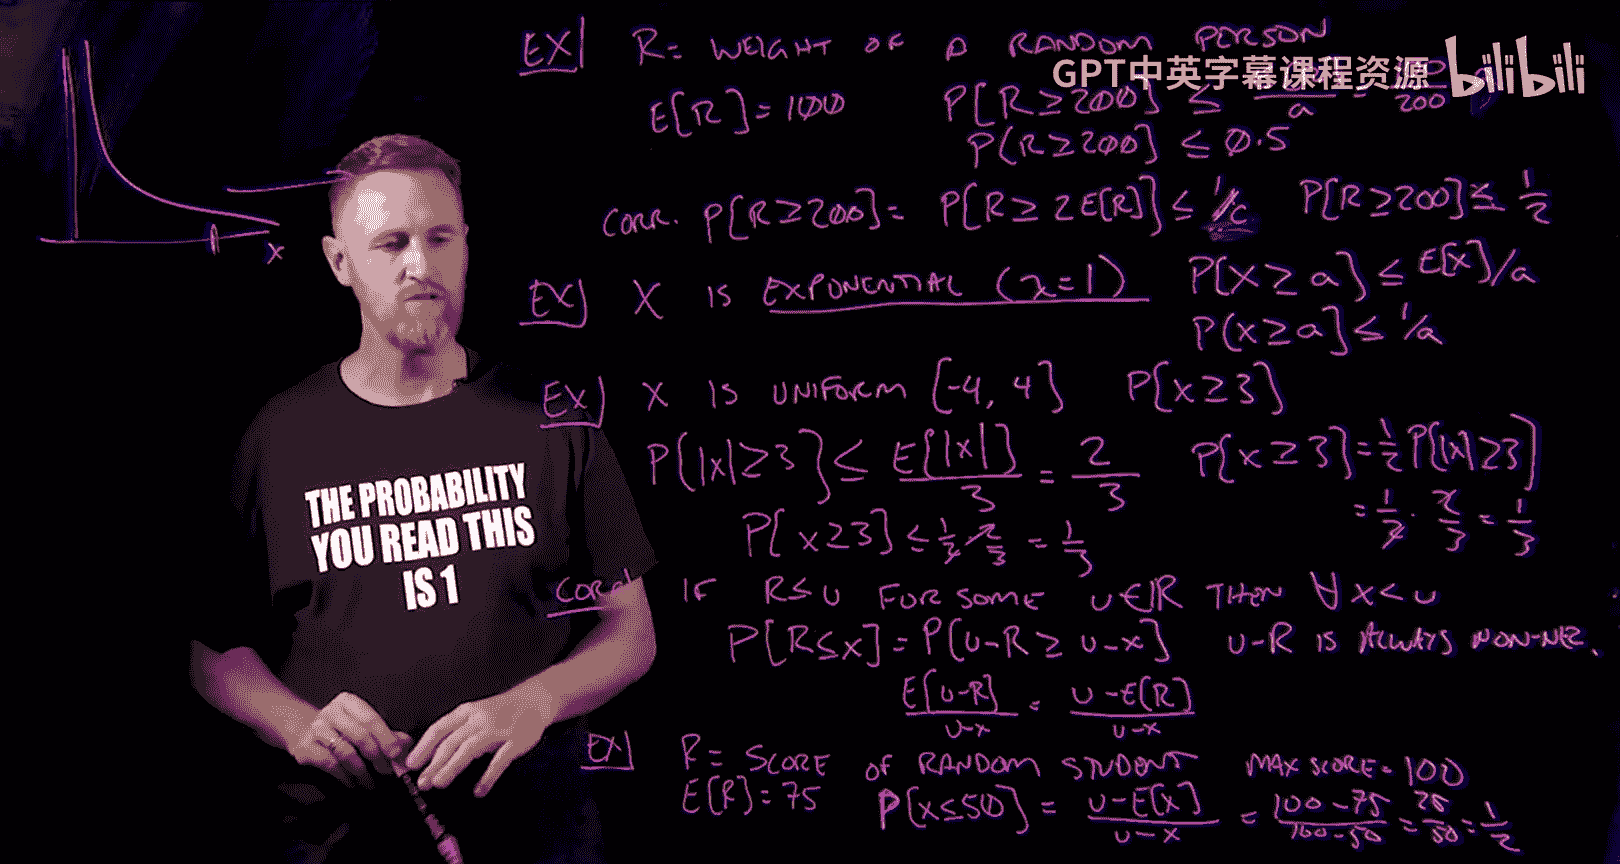 EX R = WEIGHT OF A RANDOM PERSON
GPT中英字幕课程资源 bilibili
E[R] = 100 P[R ≥ 200] ≤ /a = /200
P[R ≥ 200] ≤ 0.5
CORR. P[R ≥ 200] = P[R ≥ 2E[R]] ≤ 1/c P[R ≥ 200] ≤ 1/2
x
EX X IS EXPONENTIAL (λ=1) P[X ≥ a] ≤ E[X]/a
P[X ≥ a] ≤ 1/a
EX X IS UNIFORM [-4, 4] P[X ≥ 3]
P[|X| ≥ 3] ≤ E[|X|]/3 = 2/3 P[X ≥ 3] = 1/2 P[|X| ≥ 3]
= 1/2 · 2/3 = 1/3
P[X ≥ 3] ≤ 1/2 · 2/3 = 1/3
THE PROBABILITY
YOU READ THIS
IS 1
COR IF R ≤ U FOR SOME U ∈ ℝ THEN ∀ X < U
P[R ≤ X] = P[U-R ≥ U-X] U-R IS ALWAYS NON-NEG.
E[U-R]/U-X = U-E[R]/U-X
EX R = SCORE OF RANDOM STUDENT MAX SCORE = 100
E[R] = 75 P[X ≤ 50] = U-E[X]/U-X = 100-75/100-50 = 25/50 = 1/2